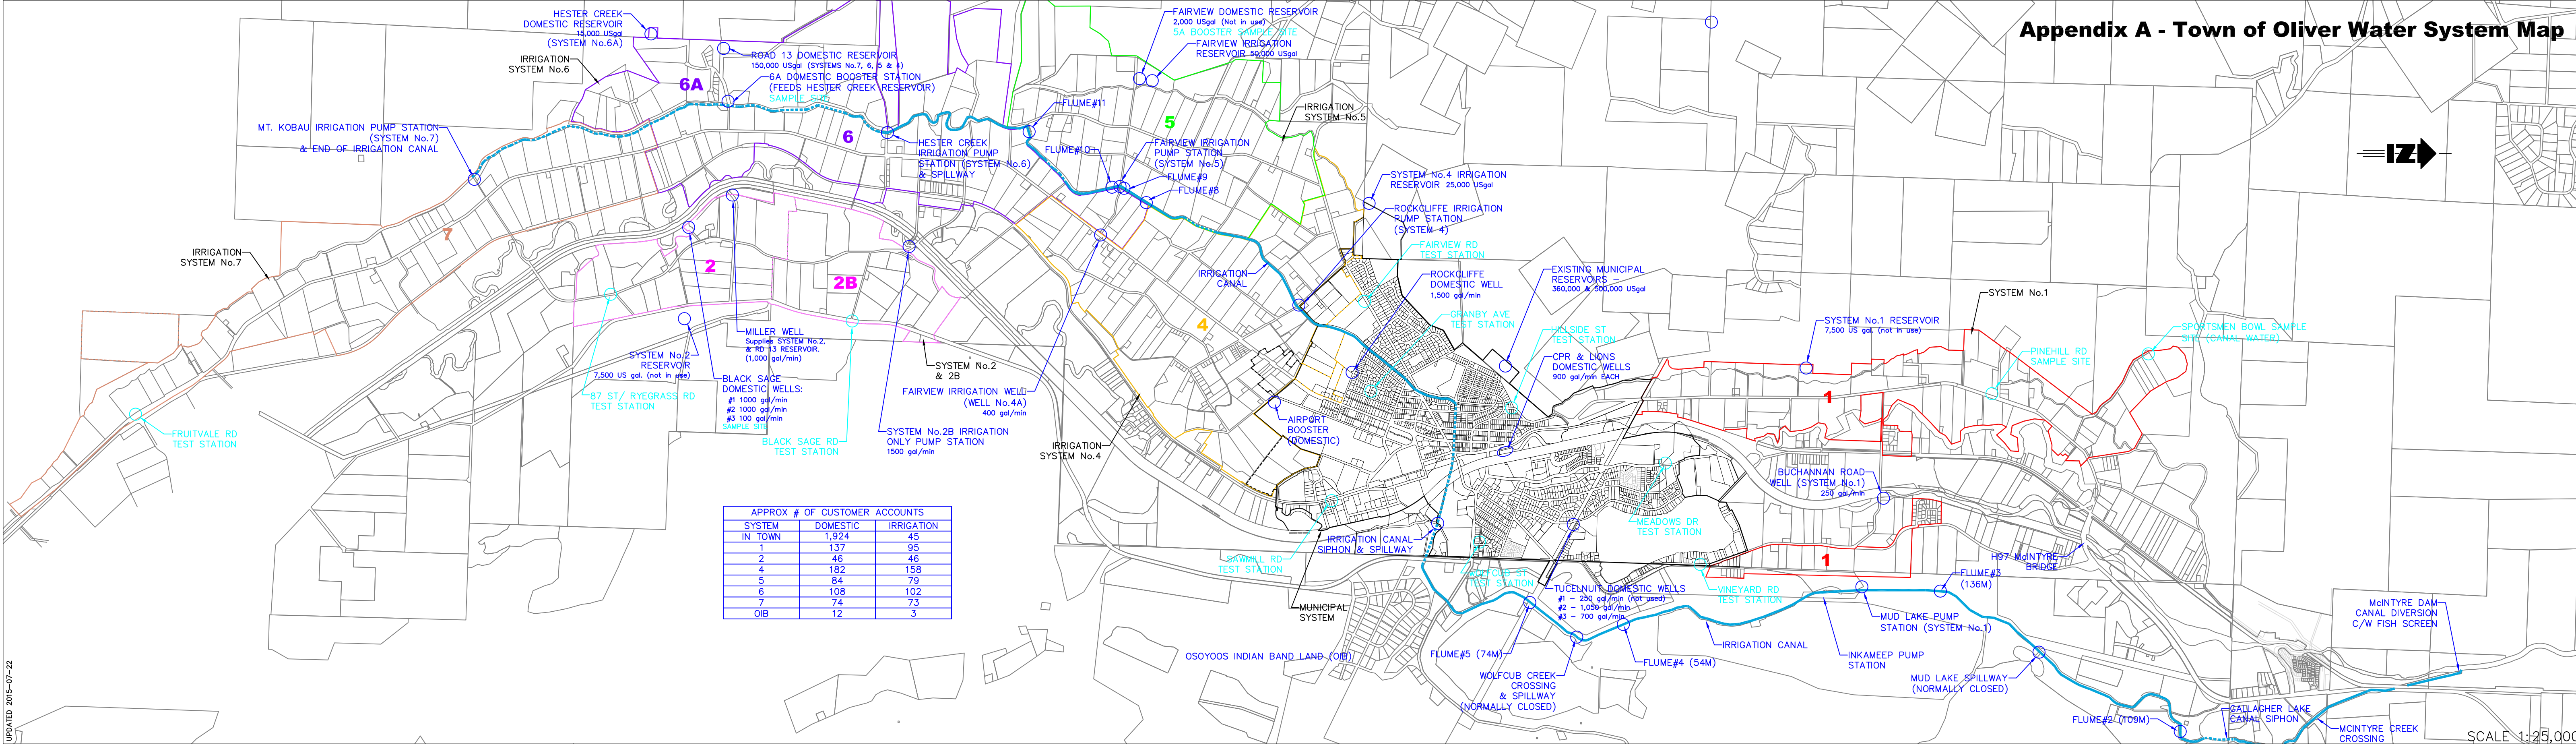 Appendix A - Town of Oliver Water System Map
HESTER CREEK
DOMESTIC RESERVOIR
15,000 USgal
(SYSTEM No.6A)
IRRIGATION
SYSTEM No.6
ROAD 13 DOMESTIC RESERVOIR
150,000 USgal (SYSTEMS No.7, 6, 5 & 4)
6A DOMESTIC BOOSTER STATION
(FEEDS HESTER CREEK RESERVOIR)
SAMPLE SITE
6A
MT. KOBAU IRRIGATION PUMP STATION
(SYSTEM No.7)
& END OF IRRIGATION CANAL
6
HESTER CREEK
IRRIGATION PUMP
STATION (SYSTEM No.6)
& SPILLWAY
FAIRVIEW DOMESTIC RESERVOIR
2,000 USgal (Not in use)
5A BOOSTER SAMPLE SITE
FAIRVIEW IRRIGATION
RESERVOIR 50,000 USgal
FLUME#11
5
IRRIGATION
SYSTEM No.5
FLUME#10
FAIRVIEW IRRIGATION
PUMP STATION
(SYSTEM No.5)
FLUME#9
FLUME#8
SYSTEM No.4 IRRIGATION
RESERVOIR 25,000 USgal
ROCKCLIFFE IRRIGATION
PUMP STATION
(SYSTEM 4)
FAIRVIEW RD
TEST STATION
ROCKCLIFFE
DOMESTIC WELL
1,500 gal/min
EXISTING MUNICIPAL
RESERVOIRS –
360,000 & 500,000 USgal
GRANBY AVE
TEST STATION
HILLSIDE ST
TEST STATION
CPR & LIONS
DOMESTIC WELLS
900 gal/min EACH
IRRIGATION
CANAL
4
7
IRRIGATION
SYSTEM No.7
2
2B
MILLER WELL
Supplies SYSTEM No.2,
& RD 13 RESERVOIR.
(1,000 gal/min)
SYSTEM No.2
RESERVOIR
7,500 US gal. (not in use)
BLACK SAGE
DOMESTIC WELLS:
#1 1000 gal/min
#2 1000 gal/min
#3 100 gal/min
SAMPLE SITE
87 ST/ RYEGRASS RD
TEST STATION
FRUITVALE RD
TEST STATION
BLACK SAGE RD
TEST STATION
SYSTEM No.2
& 2B
FAIRVIEW IRRIGATION WELL
(WELL No.4A)
400 gal/min
SYSTEM No.2B IRRIGATION
ONLY PUMP STATION
1500 gal/min
IRRIGATION
SYSTEM No.4
AIRPORT
BOOSTER
(DOMESTIC)
SYSTEM No.1
SYSTEM No.1 RESERVOIR
7,500 US gal. (not in use)
SPORTSMEN BOWL SAMPLE
SITE (CANAL WATER)
PINEHILL RD
SAMPLE SITE
1
BUCHANNAN ROAD
WELL (SYSTEM No.1)
250 gal/min
MEADOWS DR
TEST STATION
IRRIGATION CANAL
SIPHON & SPILLWAY
SAWMILL RD
TEST STATION
TEST STATION
MUNICIPAL
SYSTEM
VINEYARD RD
TEST STATION
1
H97 McINTYRE
BRIDGE
FLUME#3
(136M)
TUCELNUIT DOMESTIC WELLS
#1 – 250 gal/min (not used)
#2 – 1,050 gal/min
#3 – 700 gal/min
MUD LAKE PUMP
STATION (SYSTEM No.1)
IRRIGATION CANAL
INKAMEEP PUMP
STATION
FLUME#5 (74M)
FLUME#4 (54M)
WOLFCUB CREEK
CROSSING
& SPILLWAY
(NORMALLY CLOSED)
MUD LAKE SPILLWAY
(NORMALLY CLOSED)
McINTYRE DAM
CANAL DIVERSION
C/W FISH SCREEN
FLUME#2 (109M)
GALLAGHER LAKE
CANAL SIPHON
MCINTYRE CREEK
CROSSING
OSOYOOS INDIAN BAND LAND (OIB)
APPROX # OF CUSTOMER ACCOUNTS
SYSTEM DOMESTIC IRRIGATION
IN TOWN 1,924 45
1 137 95
2 46 46
4 182 158
5 84 79
6 108 102
7 74 73
OIB 12 3
UPDATED 2015-07-22
SCALE 1:25,000